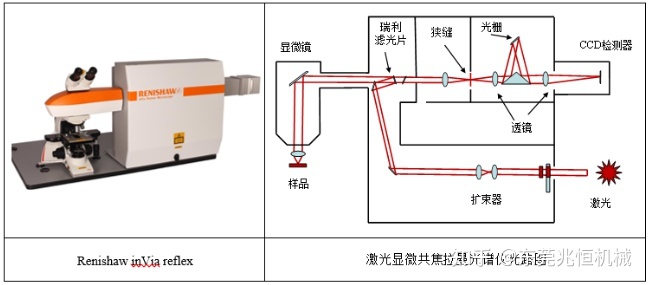 RENISHAW
显微镜
瑞利
滤光片
狭缝
光栅
CCD检测器
透镜
样品
扩束器
激光
Renishaw inVia reflex
激光显微共焦拉曼光谱仪光路图
知乎 @东莞兆恒机械